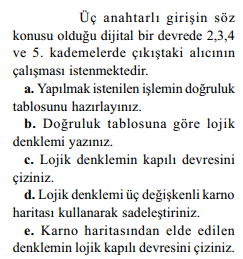 Üç anahtarlı girişin söz
konusu olduğu dijital bir devrede 2,3,4
ve 5. kademelerde çıkıştaki alıcının
çalışması istenmektedir.
a. Yapılmak istenilen işlemin doğruluk
tablosunu hazırlayınız.
b. Doğruluk tablosuna göre lojik
denklemi yazınız.
c. Lojik denklemin kapılı devresini
çiziniz.
d. Lojik denklemi üç değişkenli karno
haritası kullanarak sadeleştiriniz.
e. Karno haritasından elde edilen
denklemin lojik kapılı devresini çiziniz.